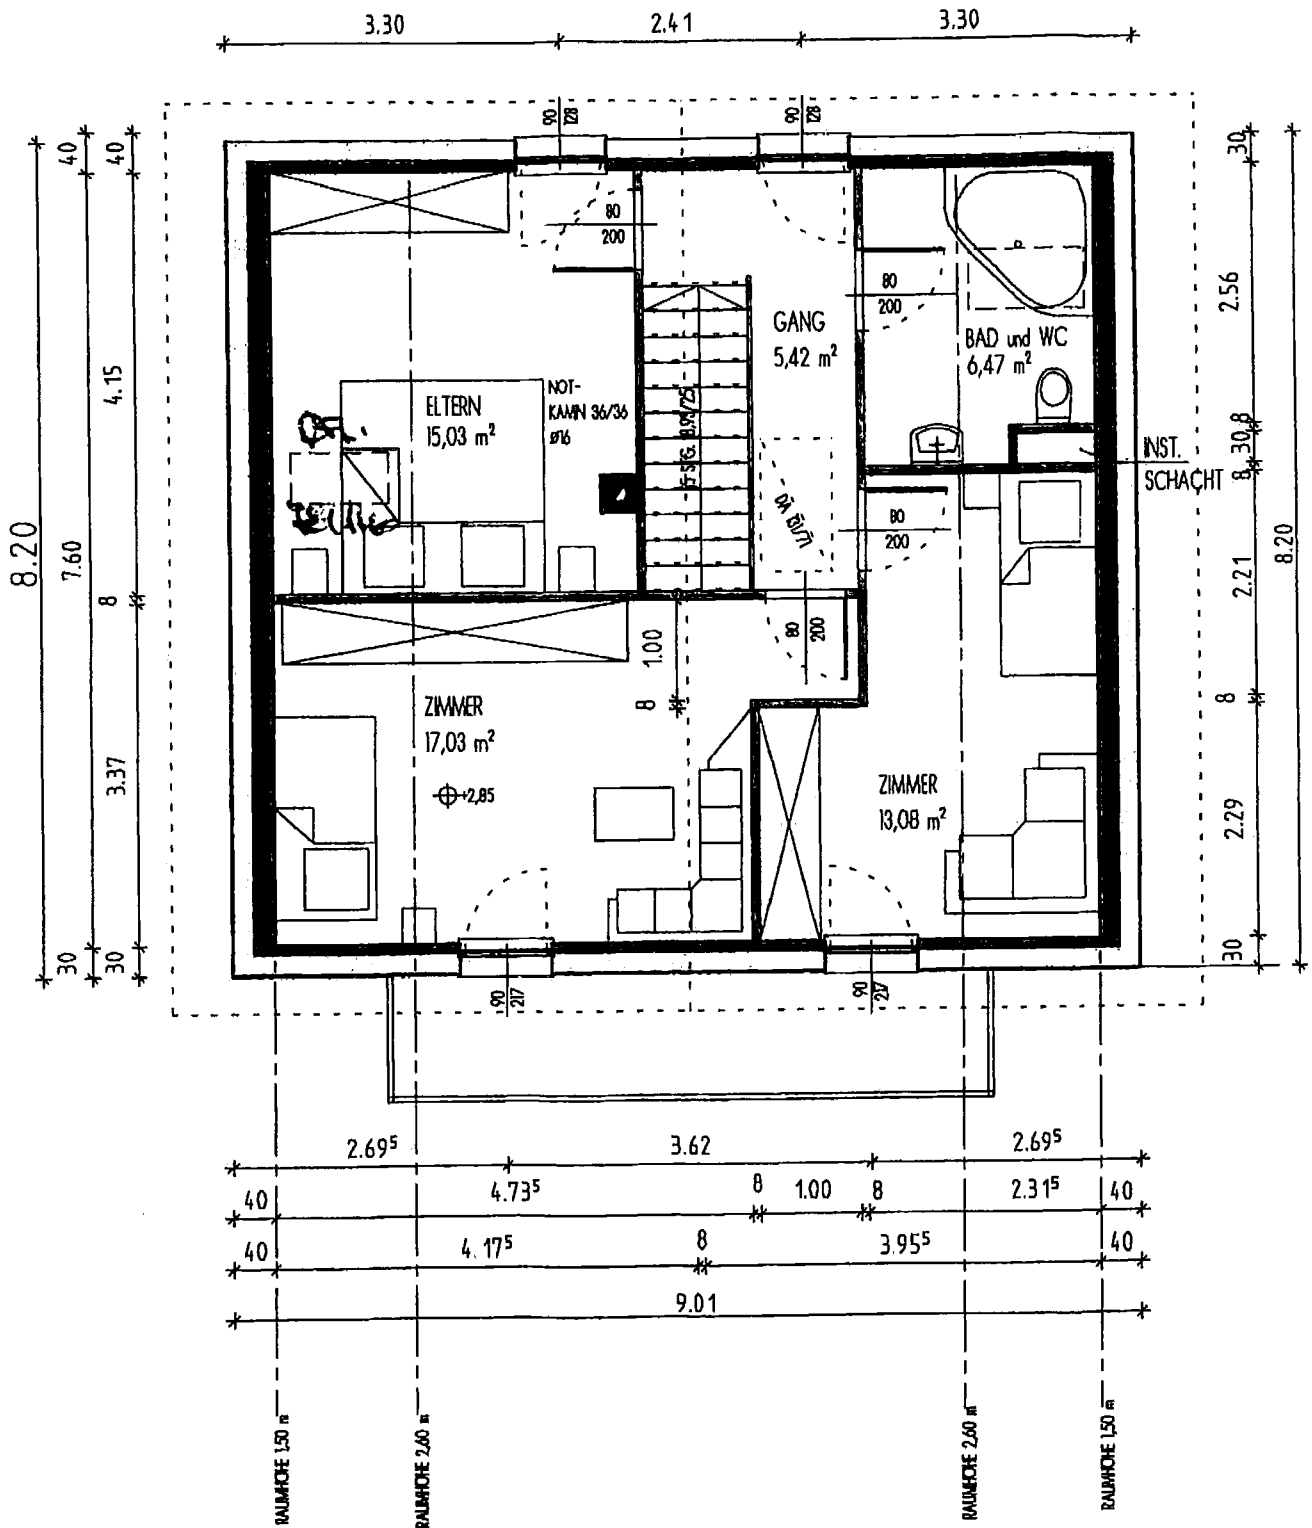 3.30
2.41
3.30
90
128
90
128
40
40
30
80
200
2.56
80
200
GANG
5,42 m²
BAD und WC
6,47 m²
4.15
ELTERN
15,03 m²
NOT-
KAMIN 36/36
ø16
8
30
INST.
SCHACHT
8
DA 131/71
80
200
8.20
7.60
8
8.20
2.21
1.00
80
200
8
8
ZIMMER
17,03 m²
+2,85
3.37
ZIMMER
13,08 m²
2.29
30
30
30
90
217
90
217
2.69⁵
3.62
2.69⁵
40
4.73⁵
8
1.00
8
2.31⁵
40
40
4.17⁵
8
3.95⁵
40
9.01
RAUMHÖHE 1,50 m
RAUMHÖHE 2,60 m
RAUMHÖHE 2,60 m
RAUMHÖHE 1,50 m